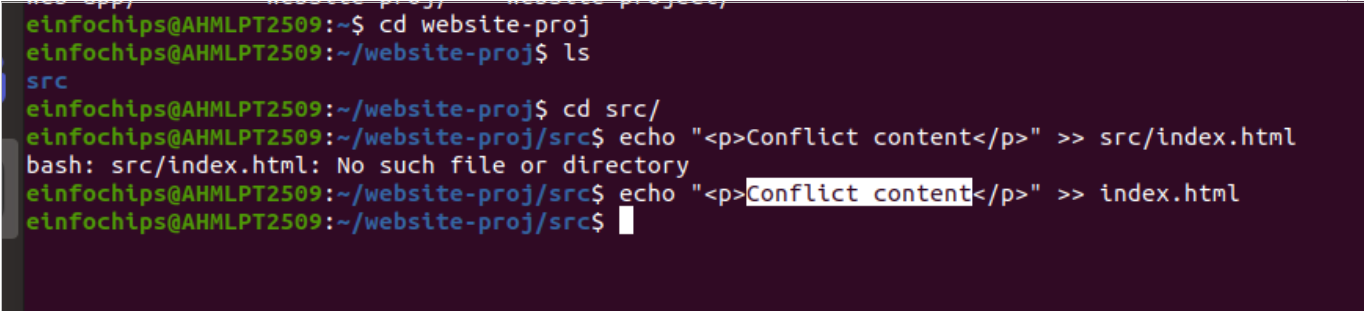 einfochips@AHMLPT2509:~$ cd website-proj
einfochips@AHMLPT2509:~/website-proj$ ls
src
einfochips@AHMLPT2509:~/website-proj$ cd src/
einfochips@AHMLPT2509:~/website-proj/src$ echo "<p>Conflict content</p>" >> src/index.html
bash: src/index.html: No such file or directory
einfochips@AHMLPT2509:~/website-proj/src$ echo "<p>Conflict content</p>" >> index.html
einfochips@AHMLPT2509:~/website-proj/src$